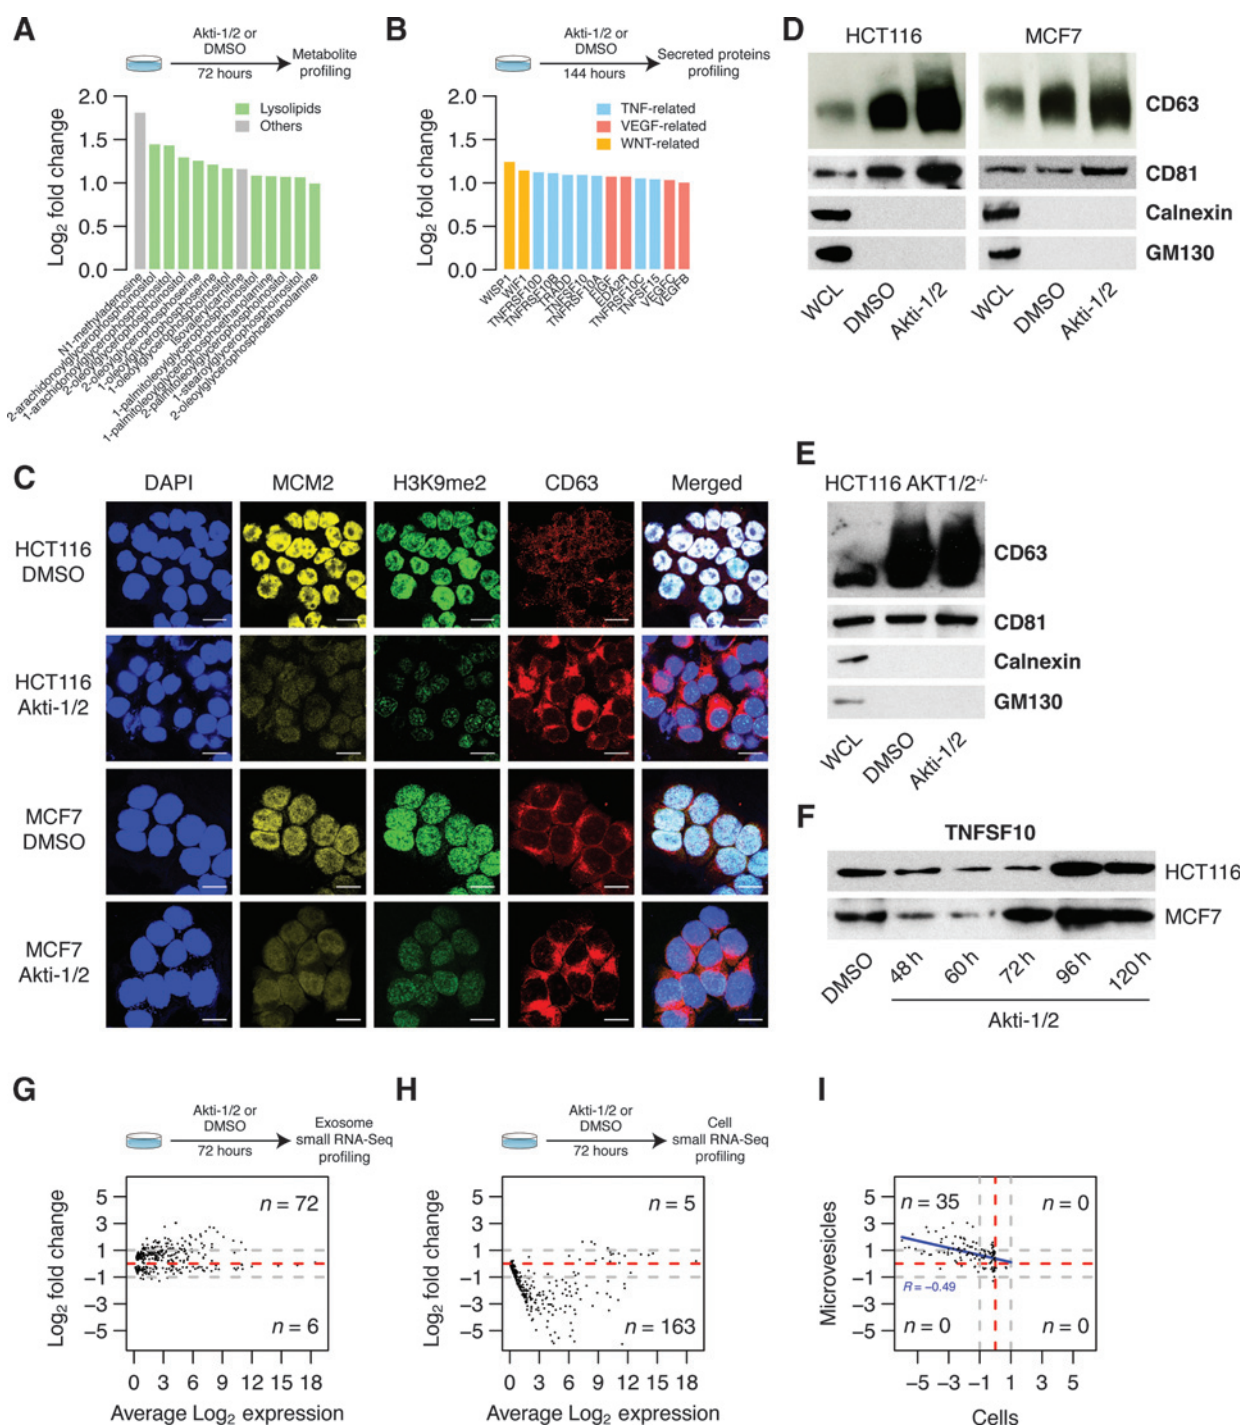 A
Akti-1/2 or
DMSO
72 hours
Metabolite
profiling
Log2 fold change
2.0
1.5
1.0
0.5
0.0
Lysolipids
Others
N1-methyladenosine
2-arachidonoylglycerophosphoinositol
1-arachidonoylglycerophosphoinositol
2-oleoylglycerophosphoinositol
2-oleoylglycerophosphoserine
1-oleoylglycerophosphoserine
1-oleoylglycerophosphoinositol
Isovalerylcarnitine
1-palmitoleoylglycerophosphoinositol
1-palmitoleoylglycerophosphoethanolamine
2-palmitoleoylglycerophosphoinositol
1-stearoylglycerophosphoinositol
2-oleoylglycerophosphoethanolamine
B
Akti-1/2 or
DMSO
144 hours
Secreted proteins
profiling
Log2 fold change
2.0
1.5
1.0
0.5
0.0
TNF-related
VEGF-related
WNT-related
WISP1
WIF1
TNFRSF10D
TNFRSF10B
TRADD
TNFSF10
TNFRSF10A
FIGF
EDA2R
TNFRSF10C
TNFSF15
VEGFC
VEGFB
D
HCT116
MCF7
CD63
CD81
Calnexin
GM130
WCL
DMSO
Akti-1/2
WCL
DMSO
Akti-1/2
C
DAPI
MCM2
H3K9me2
CD63
Merged
HCT116
DMSO
HCT116
Akti-1/2
MCF7
DMSO
MCF7
Akti-1/2
E
HCT116 AKT1/2-/-
CD63
CD81
Calnexin
GM130
WCL
DMSO
Akti-1/2
F
TNFSF10
HCT116
MCF7
DMSO
48 h
60 h
72 h
96 h
120 h
Akti-1/2
G
Akti-1/2 or
DMSO
72 hours
Exosome
small RNA-Seq
profiling
Log2 fold change
5
3
1
−1
−3
−5
n = 72
n = 6
0 3 6 9 12 15 18
Average Log2 expression
H
Akti-1/2 or
DMSO
72 hours
Cell
small RNA-Seq
profiling
Log2 fold change
5
3
1
−1
−3
−5
n = 5
n = 163
0 3 6 9 12 15 18
Average Log2 expression
I
Microvesicles
5
3
1
−1
−3
−5
n = 35
n = 0
R = −0.49
n = 0
n = 0
−5 −3 −1 1 3 5
Cells